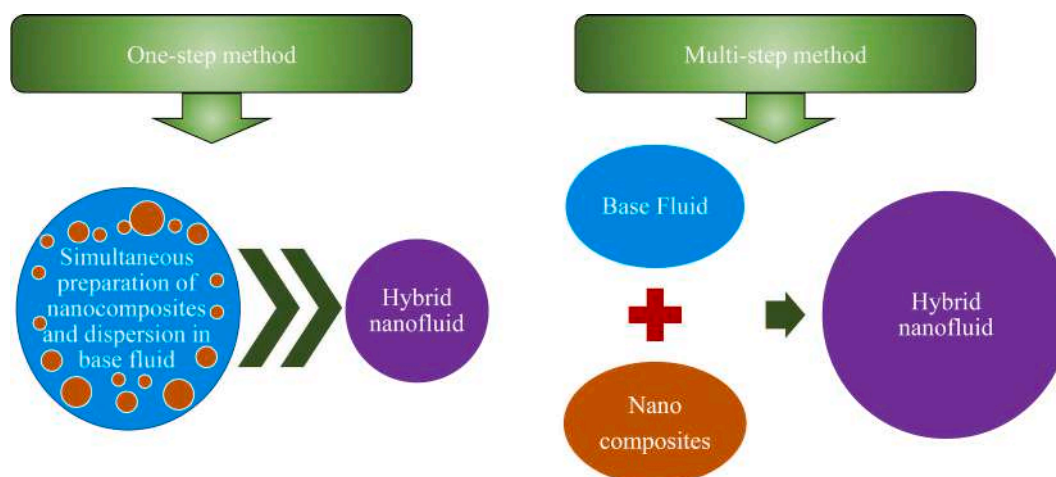 One-step method
Simultaneous
preparation of
nanocomposites
and dispersion in
base fluid
Hybrid
nanofluid
Multi-step method
Base Fluid
Nano
composites
Hybrid
nanofluid